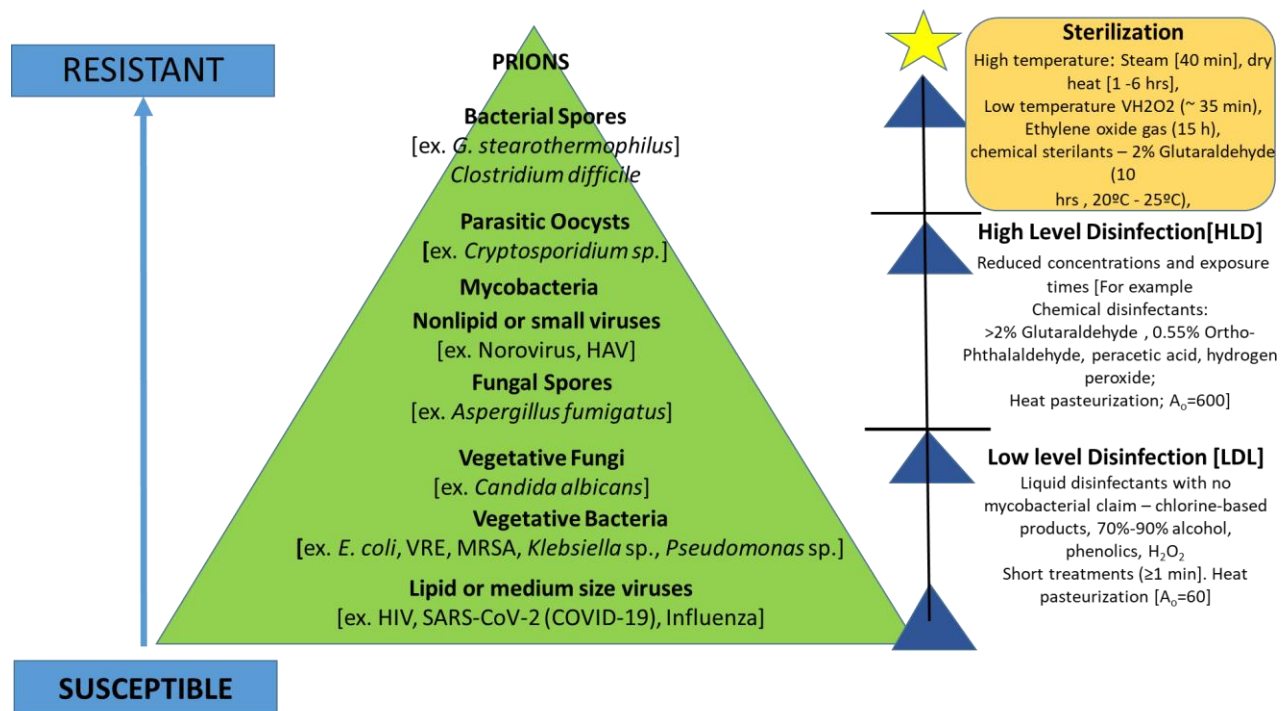 RESISTANT
SUSCEPTIBLE
PRIONS
Bacterial Spores
[ex. G. stearothermophilus]
Clostridium difficile
Parasitic Oocysts
[ex. Cryptosporidium sp.]
Mycobacteria
Nonlipid or small viruses
[ex. Norovirus, HAV]
Fungal Spores
[ex. Aspergillus fumigatus]
Vegetative Fungi
[ex. Candida albicans]
Vegetative Bacteria
[ex. E. coli, VRE, MRSA, Klebsiella sp., Pseudomonas sp.]
Lipid or medium size viruses
[ex. HIV, SARS-CoV-2 (COVID-19), Influenza]
Sterilization
High temperature: Steam [40 min], dry
heat [1 -6 hrs],
Low temperature VH2O2 (~ 35 min),
Ethylene oxide gas (15 h),
chemical sterilants – 2% Glutaraldehyde
(10
hrs , 20ºC - 25ºC),
High Level Disinfection[HLD]
Reduced concentrations and exposure
times [For example
Chemical disinfectants:
>2% Glutaraldehyde , 0.55% Ortho-
Phthalaldehyde, peracetic acid, hydrogen
peroxide;
Heat pasteurization; Aₒ=600]
Low level Disinfection [LDL]
Liquid disinfectants with no
mycobacterial claim – chlorine-based
products, 70%-90% alcohol,
phenolics, H₂O₂
Short treatments (≥1 min]. Heat
pasteurization [Aₒ=60]